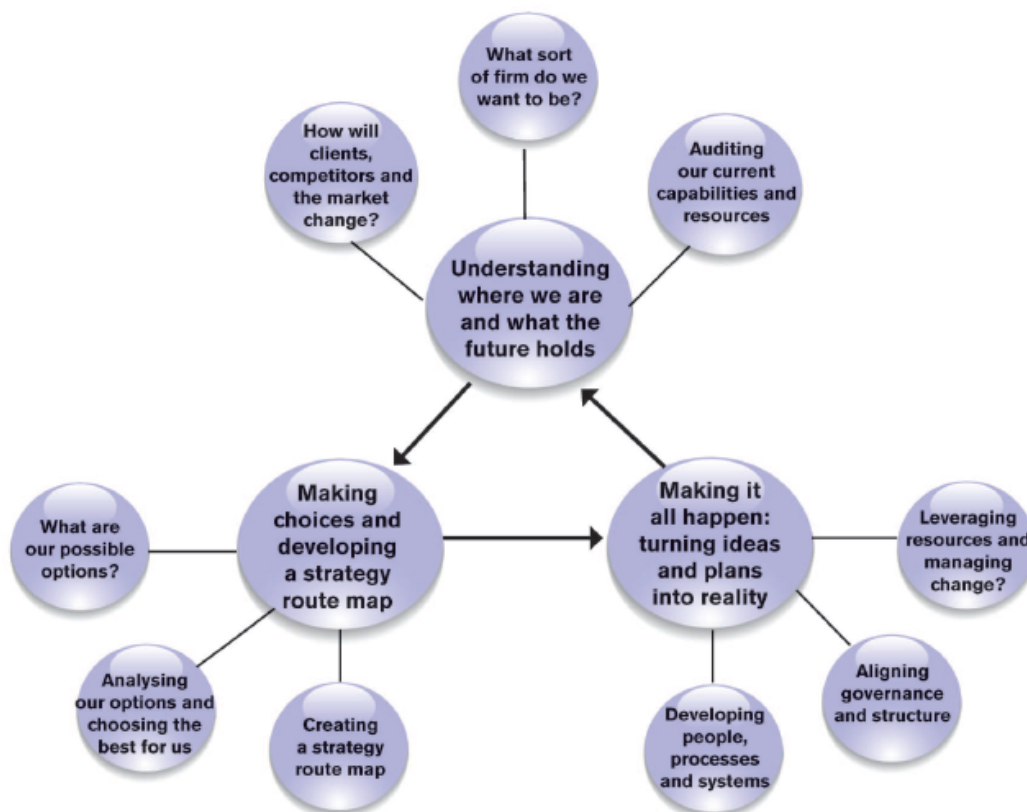 What sort
of firm do we
want to be?
How will
clients,
competitors and
the market
change?
Auditing
our current
capabilities and
resources
Understanding
where we are
and what the
future holds
Making
choices and
developing
a strategy
route map
Making it
all happen:
turning ideas
and plans
into reality
What are
our possible
options?
Analysing
our options and
choosing the
best for us
Creating
a strategy
route map
Leveraging
resources and
managing
change?
Aligning
governance
and structure
Developing
people,
processes
and systems